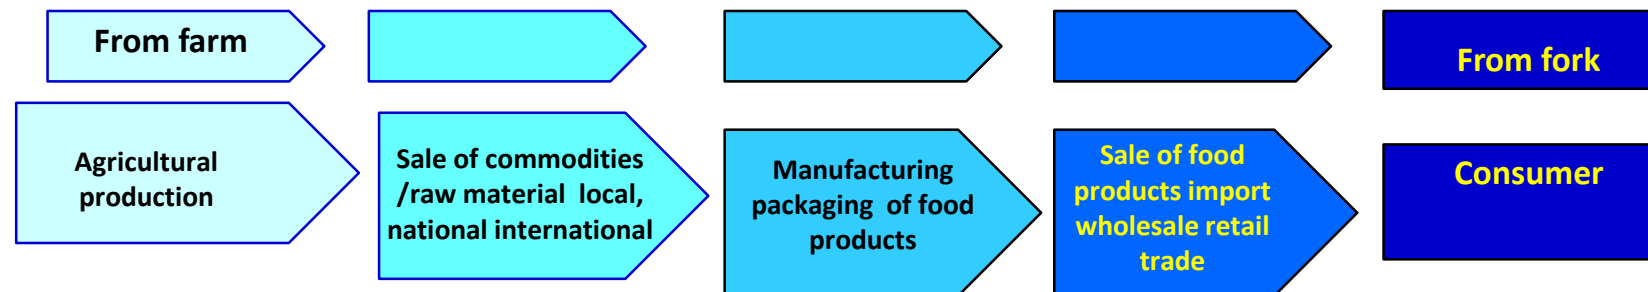 From farm
From fork
Agricultural
production
Sale of commodities
/raw material local,
national international
Manufacturing
packaging of food
products
Sale of food
products import
wholesale retail
trade
Consumer